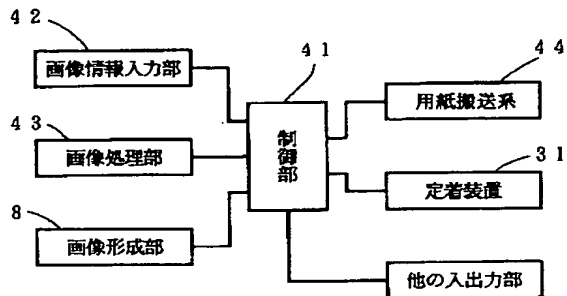 ４２
画像情報入力部
４１
４４
用紙搬送系
４３
画像処理部
制御部
３１
定着装置
８
画像形成部
他の入出力部